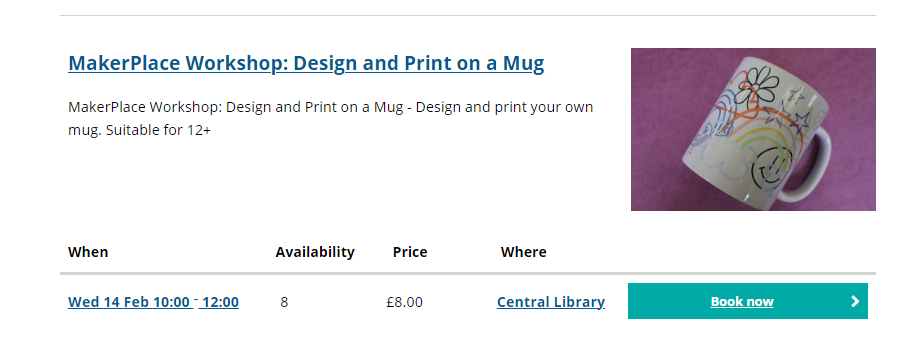 MakerPlace Workshop: Design and Print on a Mug
MakerPlace Workshop: Design and Print on a Mug - Design and print your own
mug. Suitable for 12+
When Availability Price Where
Wed 14 Feb 10:00 - 12:00 8 £8.00 Central Library Book now